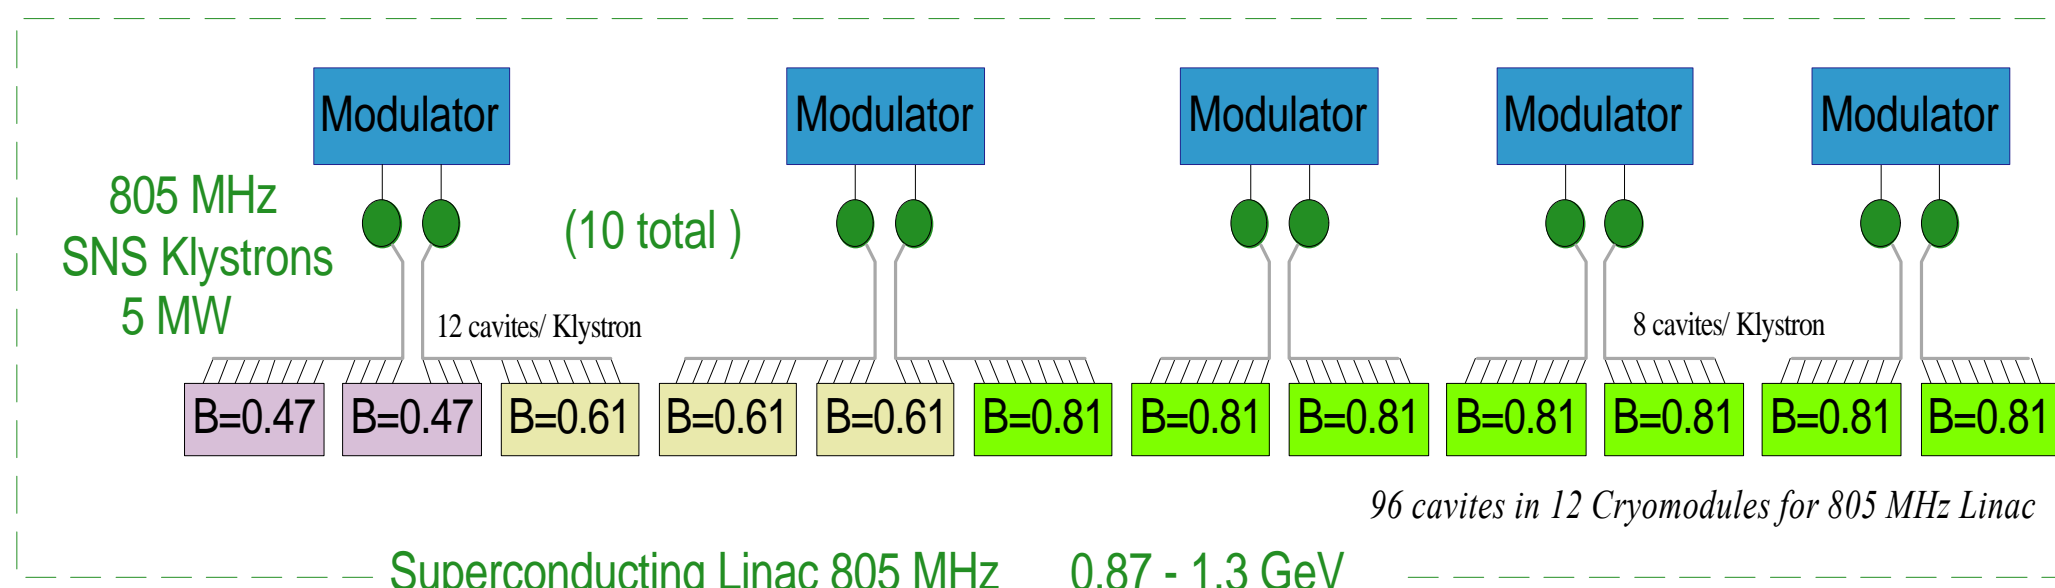 Modulator
Modulator
Modulator
Modulator
Modulator
805 MHz
SNS Klystrons
5 MW
(10 total )
12 cavites/ Klystron
8 cavites/ Klystron
B=0.47
B=0.47
B=0.61
B=0.61
B=0.61
B=0.81
B=0.81
B=0.81
B=0.81
B=0.81
B=0.81
B=0.81
96 cavites in 12 Cryomodules for 805 MHz Linac
Superconducting Linac 805 MHz 0.87 - 1.3 GeV